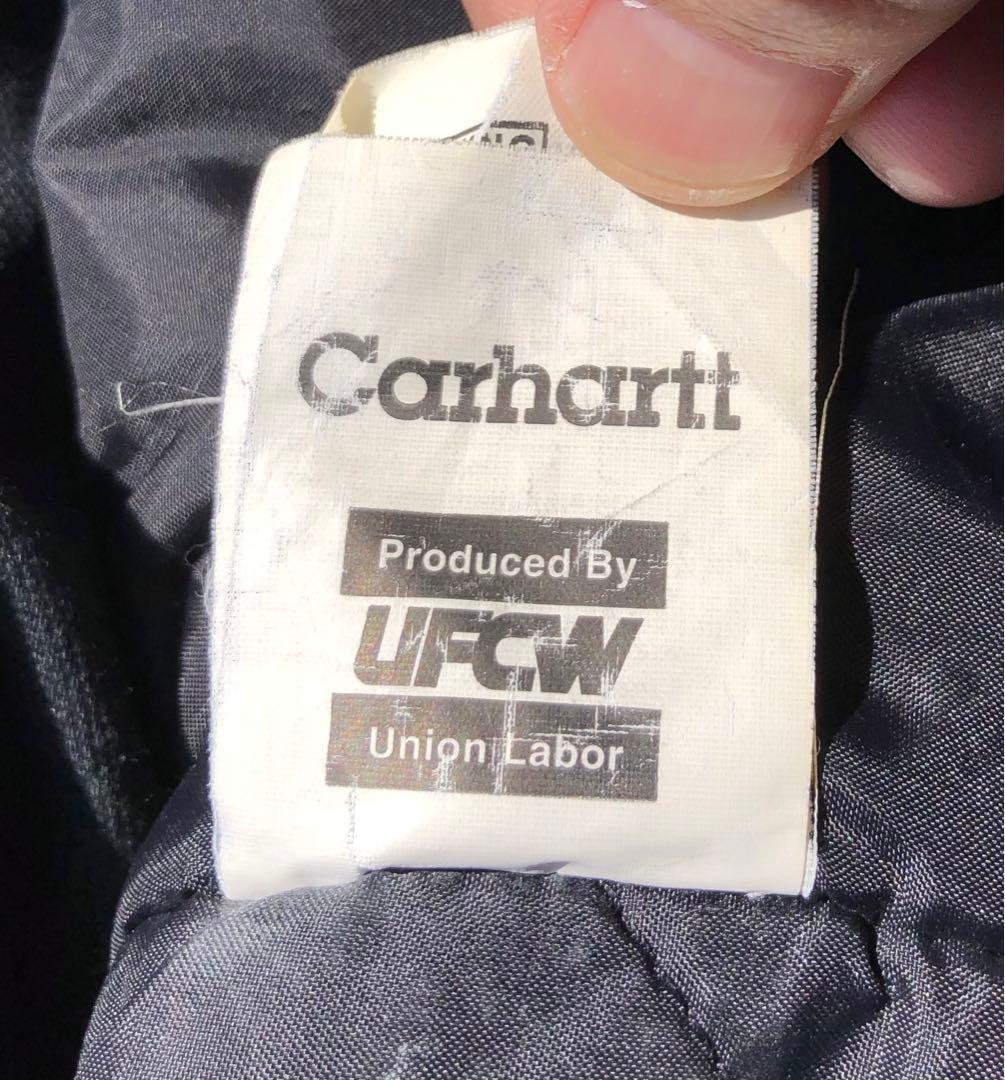 Carhartt
Produced By
UFCW
Union Labor